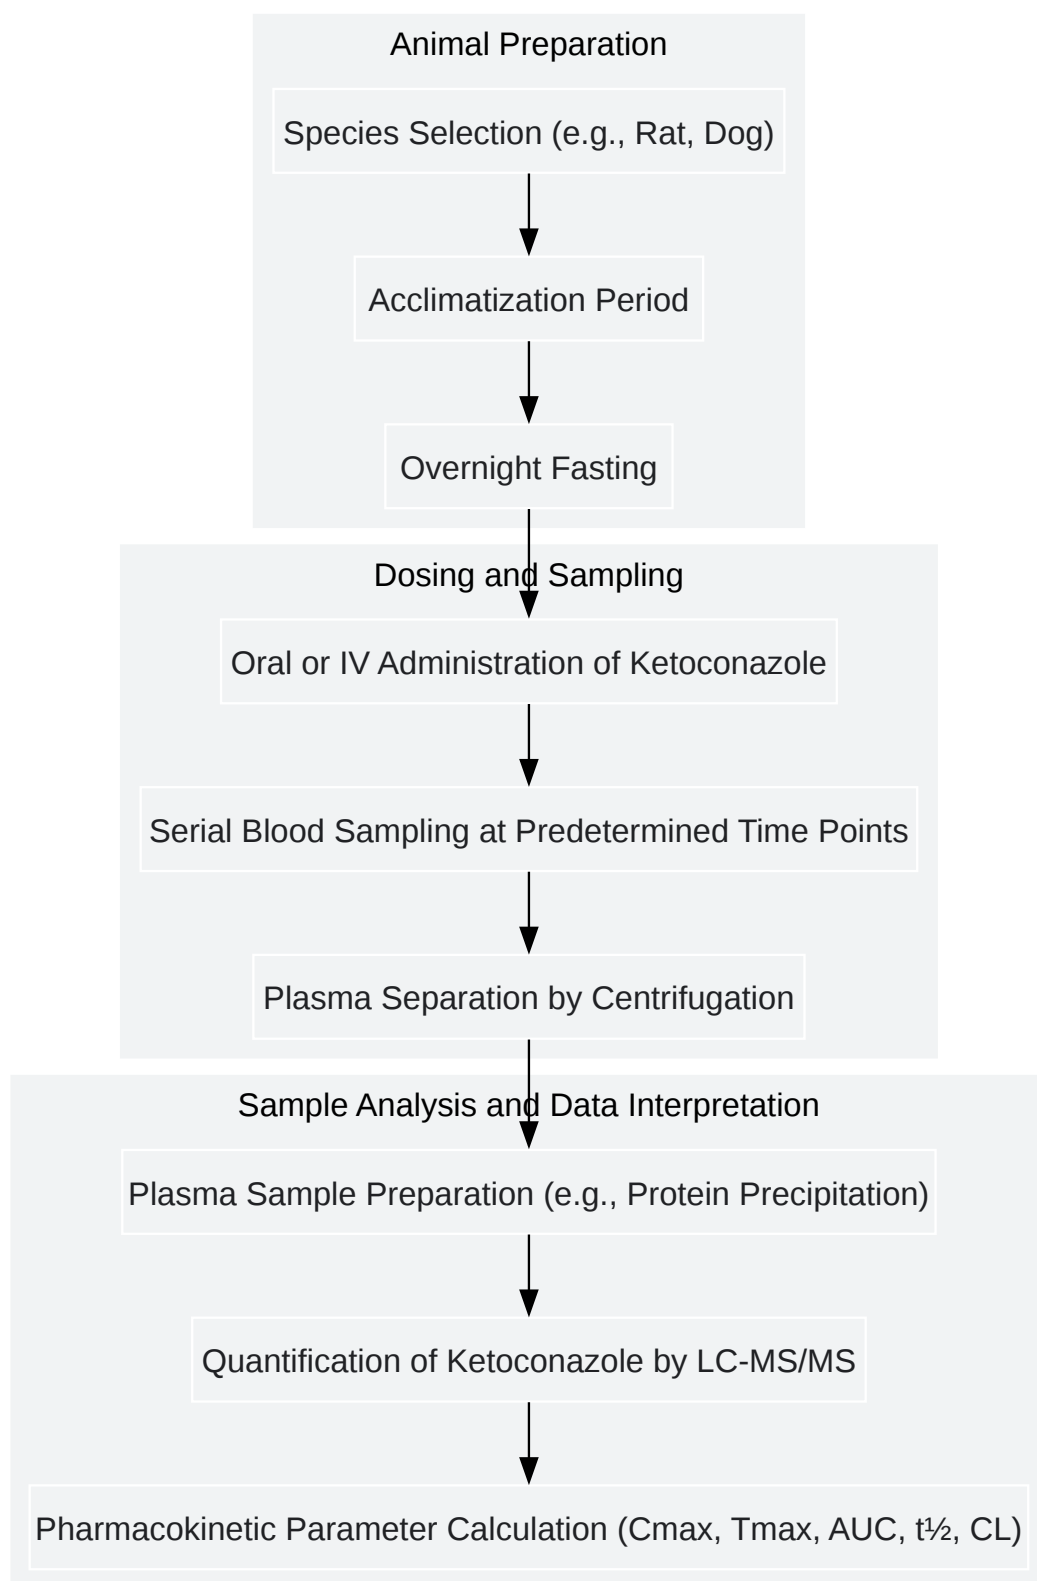 Animal Preparation
Species Selection (e.g., Rat, Dog)
Acclimatization Period
Overnight Fasting
Dosing and Sampling
Oral or IV Administration of Ketoconazole
Serial Blood Sampling at Predetermined Time Points
Plasma Separation by Centrifugation
Sample Analysis and Data Interpretation
Plasma Sample Preparation (e.g., Protein Precipitation)
Quantification of Ketoconazole by LC-MS/MS
Pharmacokinetic Parameter Calculation (Cmax, Tmax, AUC, t½, CL)